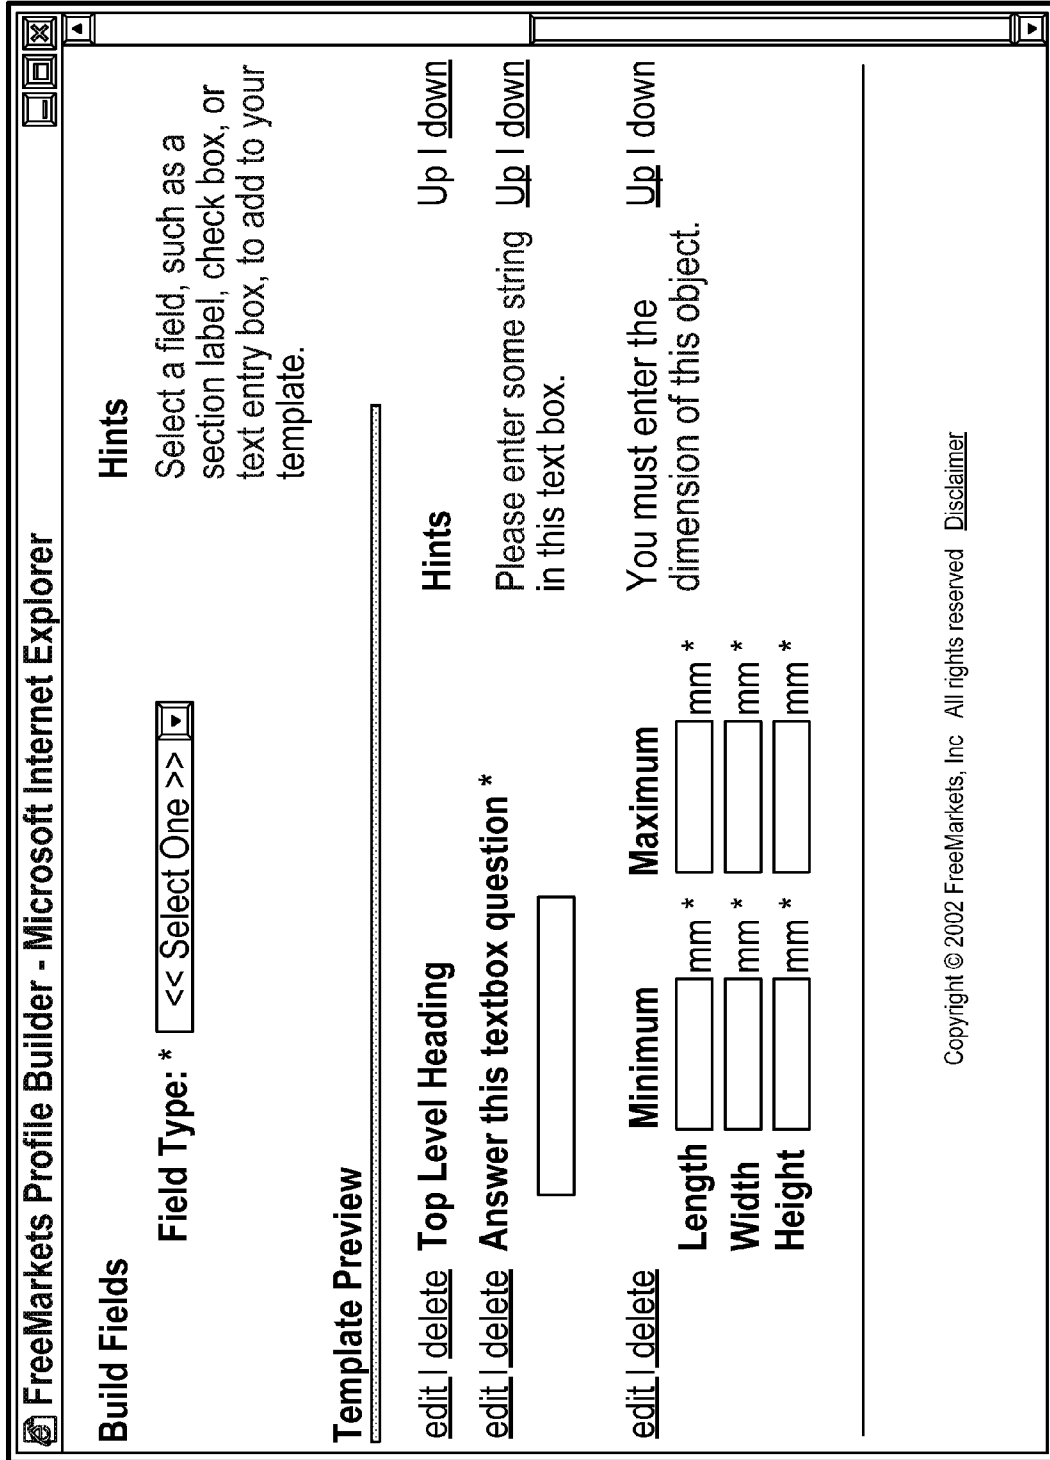 FreeMarkets Profile Builder - Microsoft Internet Explorer
Build Fields
Hints
Field Type: * << Select One >>
Select a field, such as a
section label, check box, or
text entry box, to add to your
template.
Template Preview
edit | delete Top Level Heading Hints Up | down
edit | delete Answer this textbox question * Please enter some string Up | down
in this text box.
edit | delete Minimum Maximum You must enter the Up | down
Length mm * mm * dimension of this object.
Width mm * mm *
Height mm * mm *
Copyright © 2002 FreeMarkets, Inc All rights reserved Disclaimer